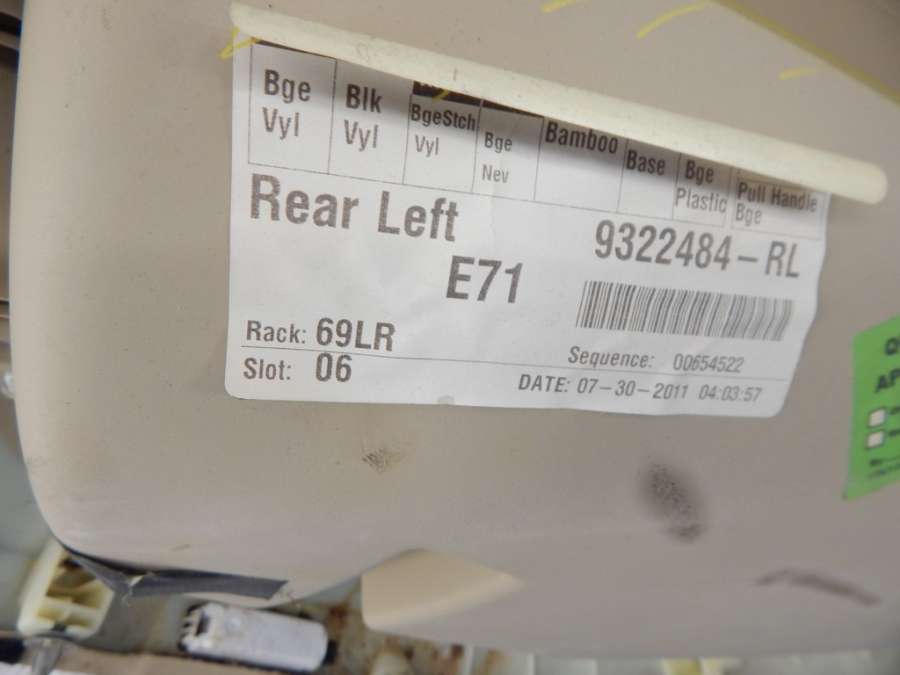 Bge Vyl
Blk Vyl
BgeStch Vyl
Bge Nev
Bamboo
Base
Bge Plastic
Pull Handle Bge
Rear Left
9322484-RL
E71
Rack: 69LR
Slot: 06
Sequence: 00654522
DATE: 07-30-2011 04:03:57